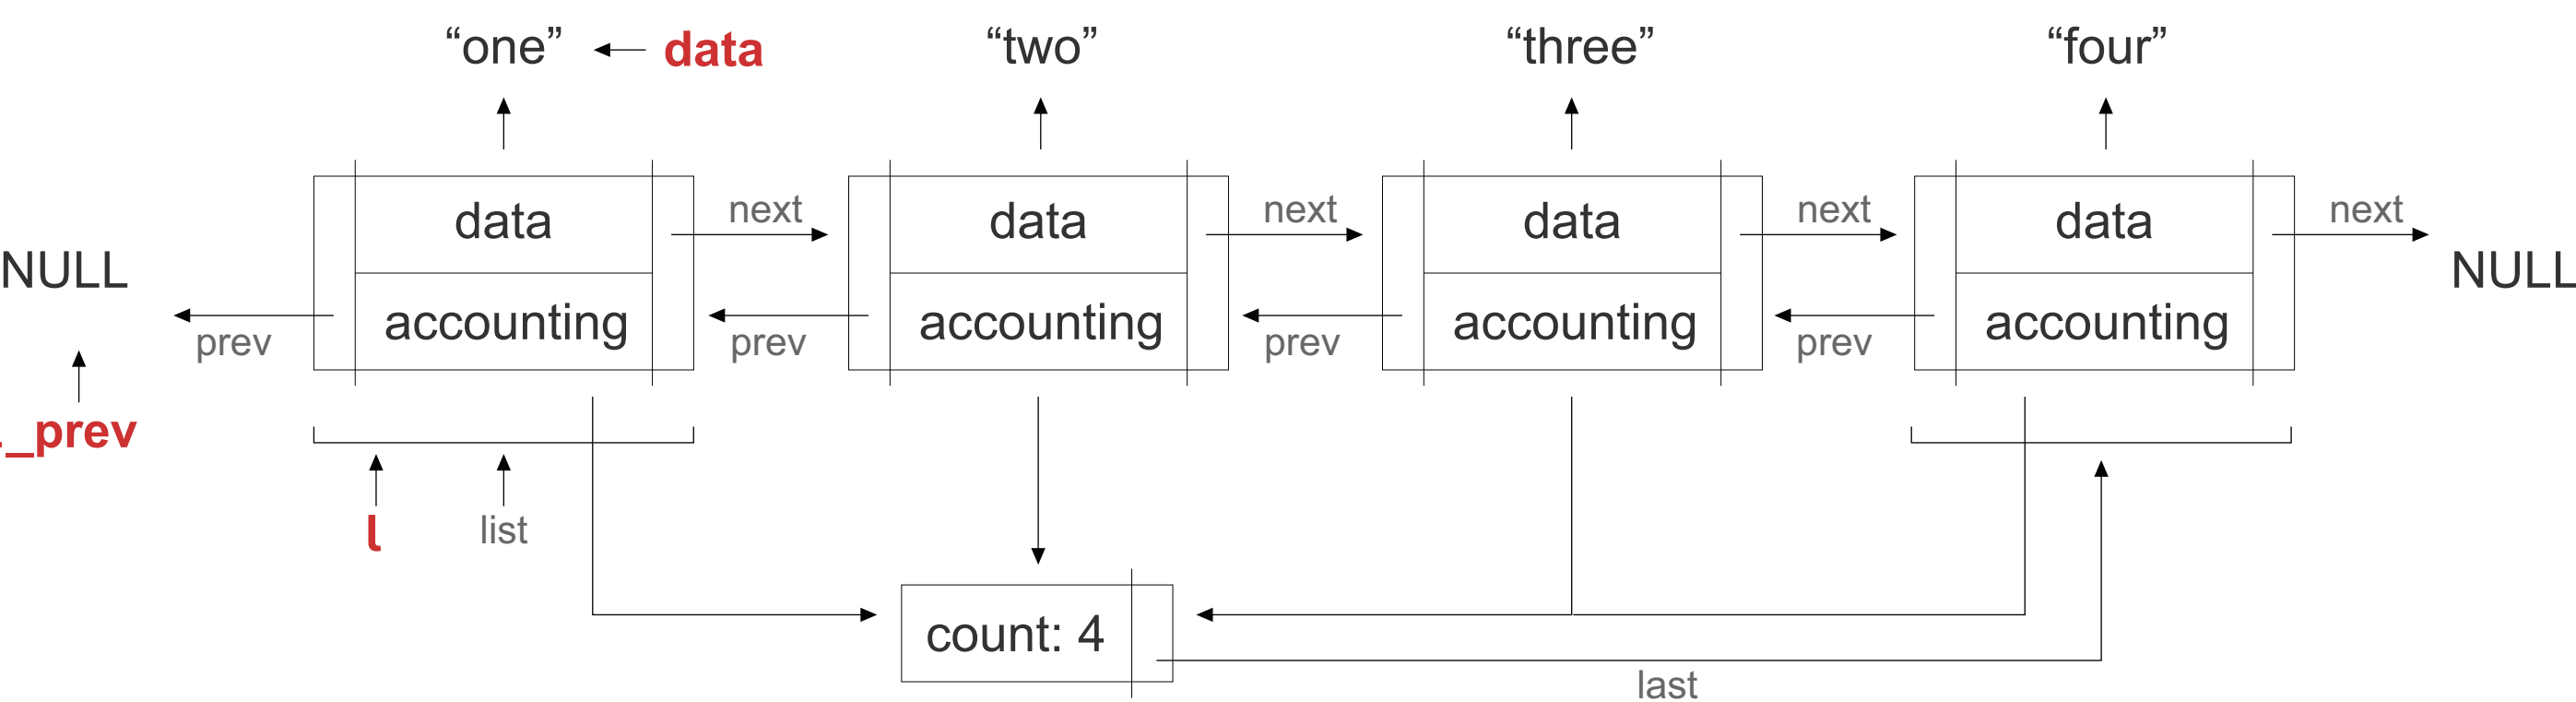 “one” data “two” “three” “four”
data next data next data next data next
NULL NULL
prev accounting prev accounting prev accounting prev accounting
_prev
l list
count: 4
last